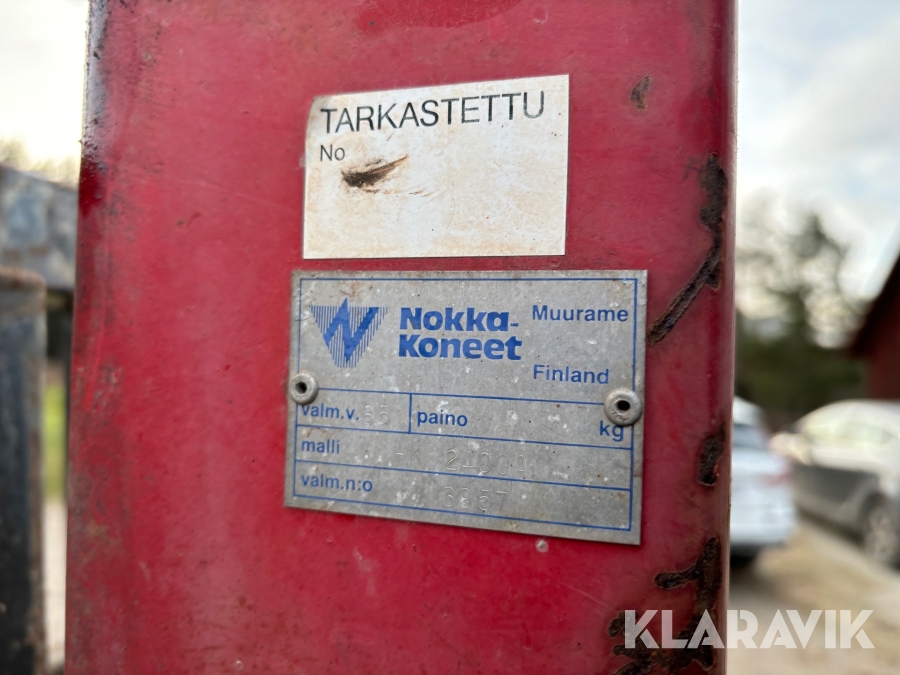 TARKASTETTU
No
Nokka-
Koneet
Muurame
Finland
valm.v.
paino
kg
malli
valm.n:o
KLARAVIK